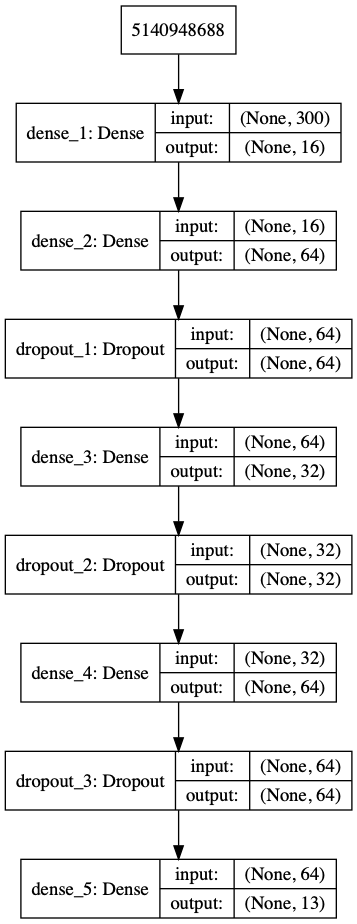 5140948688
dense_1: Dense
input: (None, 300)
output: (None, 16)
dense_2: Dense
input: (None, 16)
output: (None, 64)
dropout_1: Dropout
input: (None, 64)
output: (None, 64)
dense_3: Dense
input: (None, 64)
output: (None, 32)
dropout_2: Dropout
input: (None, 32)
output: (None, 32)
dense_4: Dense
input: (None, 32)
output: (None, 64)
dropout_3: Dropout
input: (None, 64)
output: (None, 64)
dense_5: Dense
input: (None, 64)
output: (None, 13)